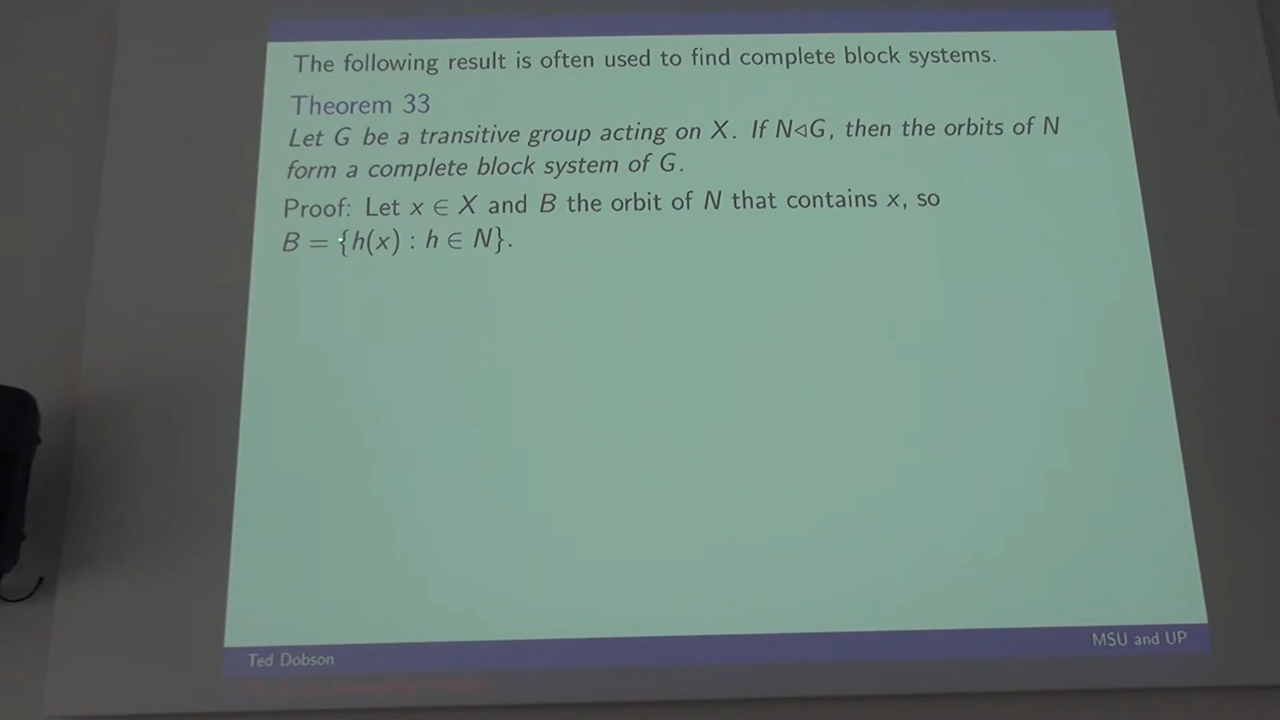 The following result is often used to find complete block systems.
Theorem 33
Let G be a transitive group acting on X. If N◁G, then the orbits of N
form a complete block system of G.
Proof: Let x ∈ X and B the orbit of N that contains x, so
B = {h(x) : h ∈ N}.
Ted Dobson
MSU and UP